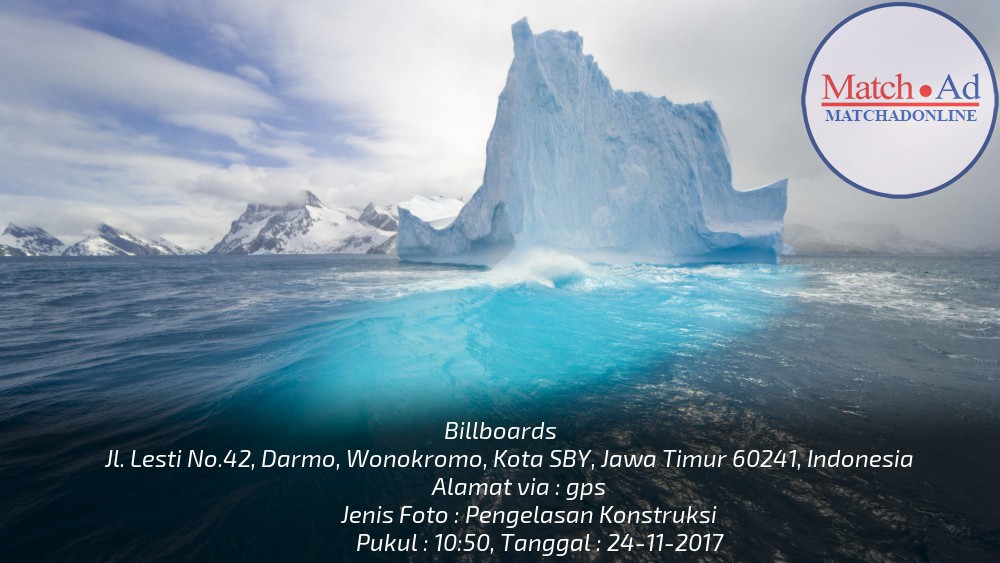 Match Ad
MATCHADONLINE
Billboards
Jl. Lesti No.42, Darmo, Wonokromo, Kota SBY, Jawa Timur 60241, Indonesia
Alamat via : gps
Jenis Foto : Pengelasan Konstruksi
Pukul : 10:50, Tanggal : 24-11-2017